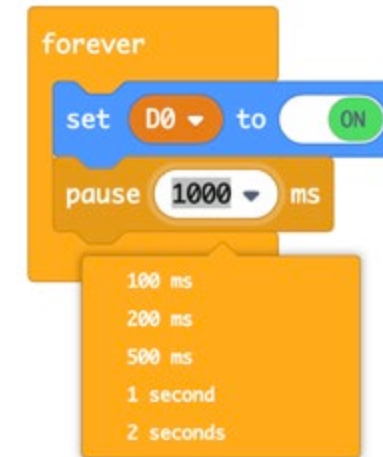 forever
set D0 to ON
pause 1000 ms
100 ms
200 ms
500 ms
1 second
2 seconds